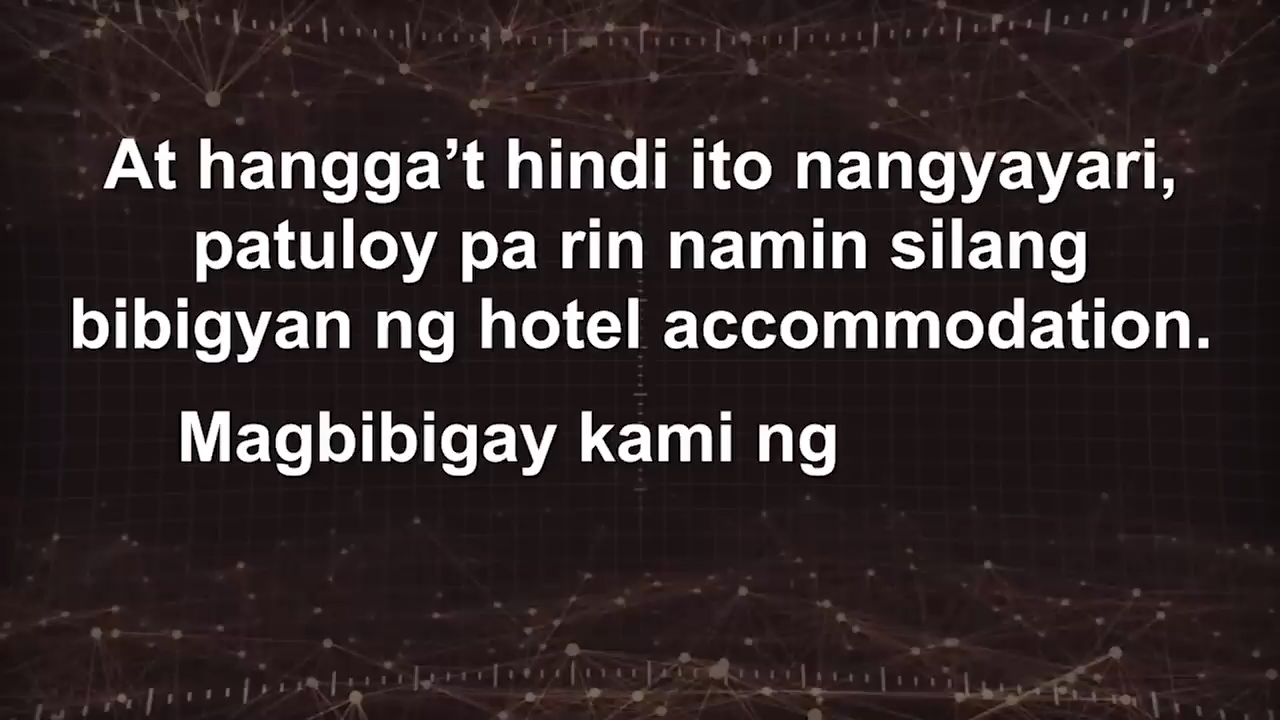 At hangga’t hindi ito nangyayari,
patuloy pa rin namin silang
bibigyan ng hotel accommodation.
Magbibigay kami ng